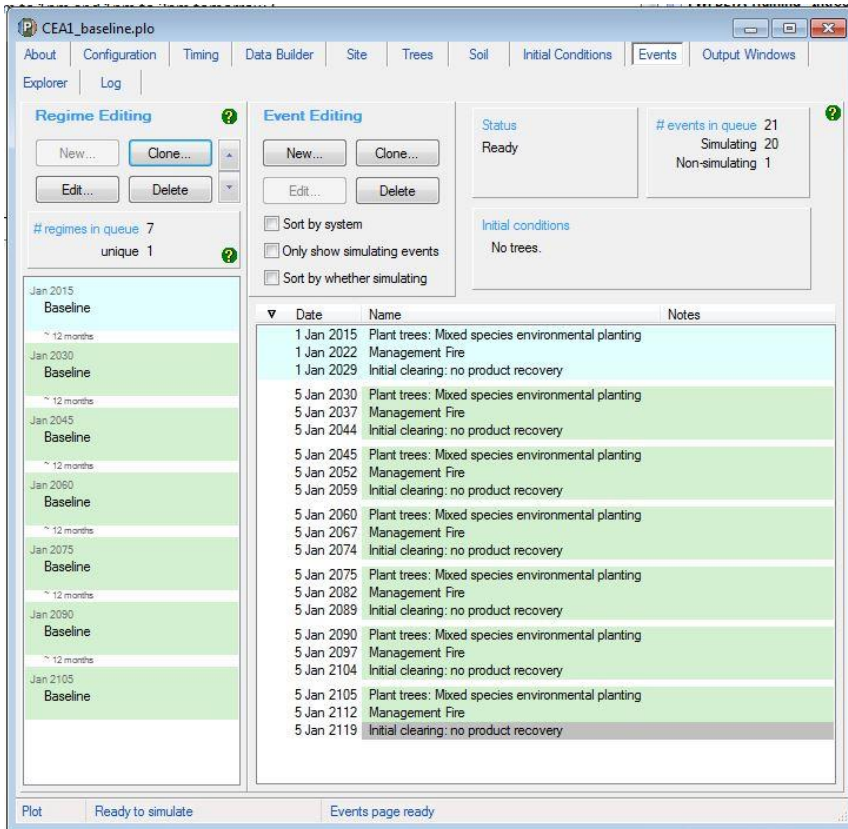 CEA1_baseline.plo
About Configuration Timing Data Builder Site Trees Soil Initial Conditions Events Output Windows
Explorer Log
Regime Editing
New... Clone...
Edit... Delete
# regimes in queue 7
unique 1
Event Editing
New... Clone...
Edit... Delete
Sort by system
Only show simulating events
Sort by whether simulating
Status
Ready
# events in queue 21
Simulating 20
Non-simulating 1
Initial conditions
No trees.
Jan 2015
Baseline
~ 12 months
Jan 2030
Baseline
~ 12 months
Jan 2045
Baseline
~ 12 months
Jan 2060
Baseline
~ 12 months
Jan 2075
Baseline
~ 12 months
Jan 2090
Baseline
~ 12 months
Jan 2105
Baseline
Date Name Notes
1 Jan 2015 Plant trees: Mixed species environmental planting
1 Jan 2022 Management Fire
1 Jan 2029 Initial clearing: no product recovery
5 Jan 2030 Plant trees: Mixed species environmental planting
5 Jan 2037 Management Fire
5 Jan 2044 Initial clearing: no product recovery
5 Jan 2045 Plant trees: Mixed species environmental planting
5 Jan 2052 Management Fire
5 Jan 2059 Initial clearing: no product recovery
5 Jan 2060 Plant trees: Mixed species environmental planting
5 Jan 2067 Management Fire
5 Jan 2074 Initial clearing: no product recovery
5 Jan 2075 Plant trees: Mixed species environmental planting
5 Jan 2082 Management Fire
5 Jan 2089 Initial clearing: no product recovery
5 Jan 2090 Plant trees: Mixed species environmental planting
5 Jan 2097 Management Fire
5 Jan 2104 Initial clearing: no product recovery
5 Jan 2105 Plant trees: Mixed species environmental planting
5 Jan 2112 Management Fire
5 Jan 2119 Initial clearing: no product recovery
Plot Ready to simulate Events page ready